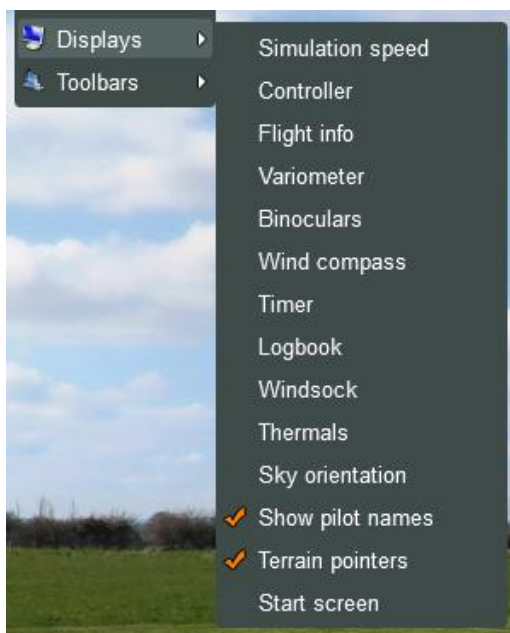 Displays
Toolbars
Simulation speed
Controller
Flight info
Variometer
Binoculars
Wind compass
Timer
Logbook
Windsock
Thermals
Sky orientation
Show pilot names
Terrain pointers
Start screen